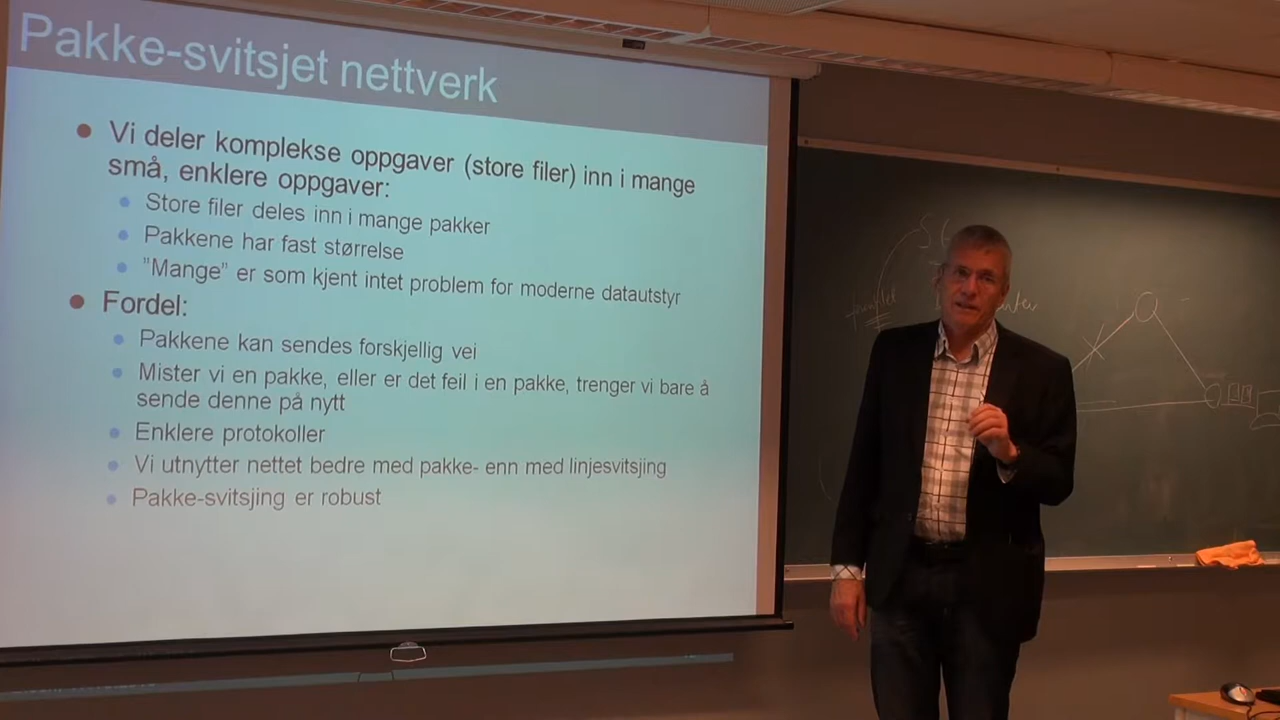 Pakke-svitsjet nettverk
Vi deler komplekse oppgaver (store filer) inn i mange
små, enklere oppgaver:
Store filer deles inn i mange pakker
Pakkene har fast størrelse
"Mange" er som kjent intet problem for moderne datautstyr
Fordel:
Pakkene kan sendes forskjellig vei
Mister vi en pakke, eller er det feil i en pakke, trenger vi bare å
sende denne på nytt
Enklere protokoller
Vi utnytter nettet bedre med pakke- enn med linjesvitsjing
Pakke-svitsjing er robust